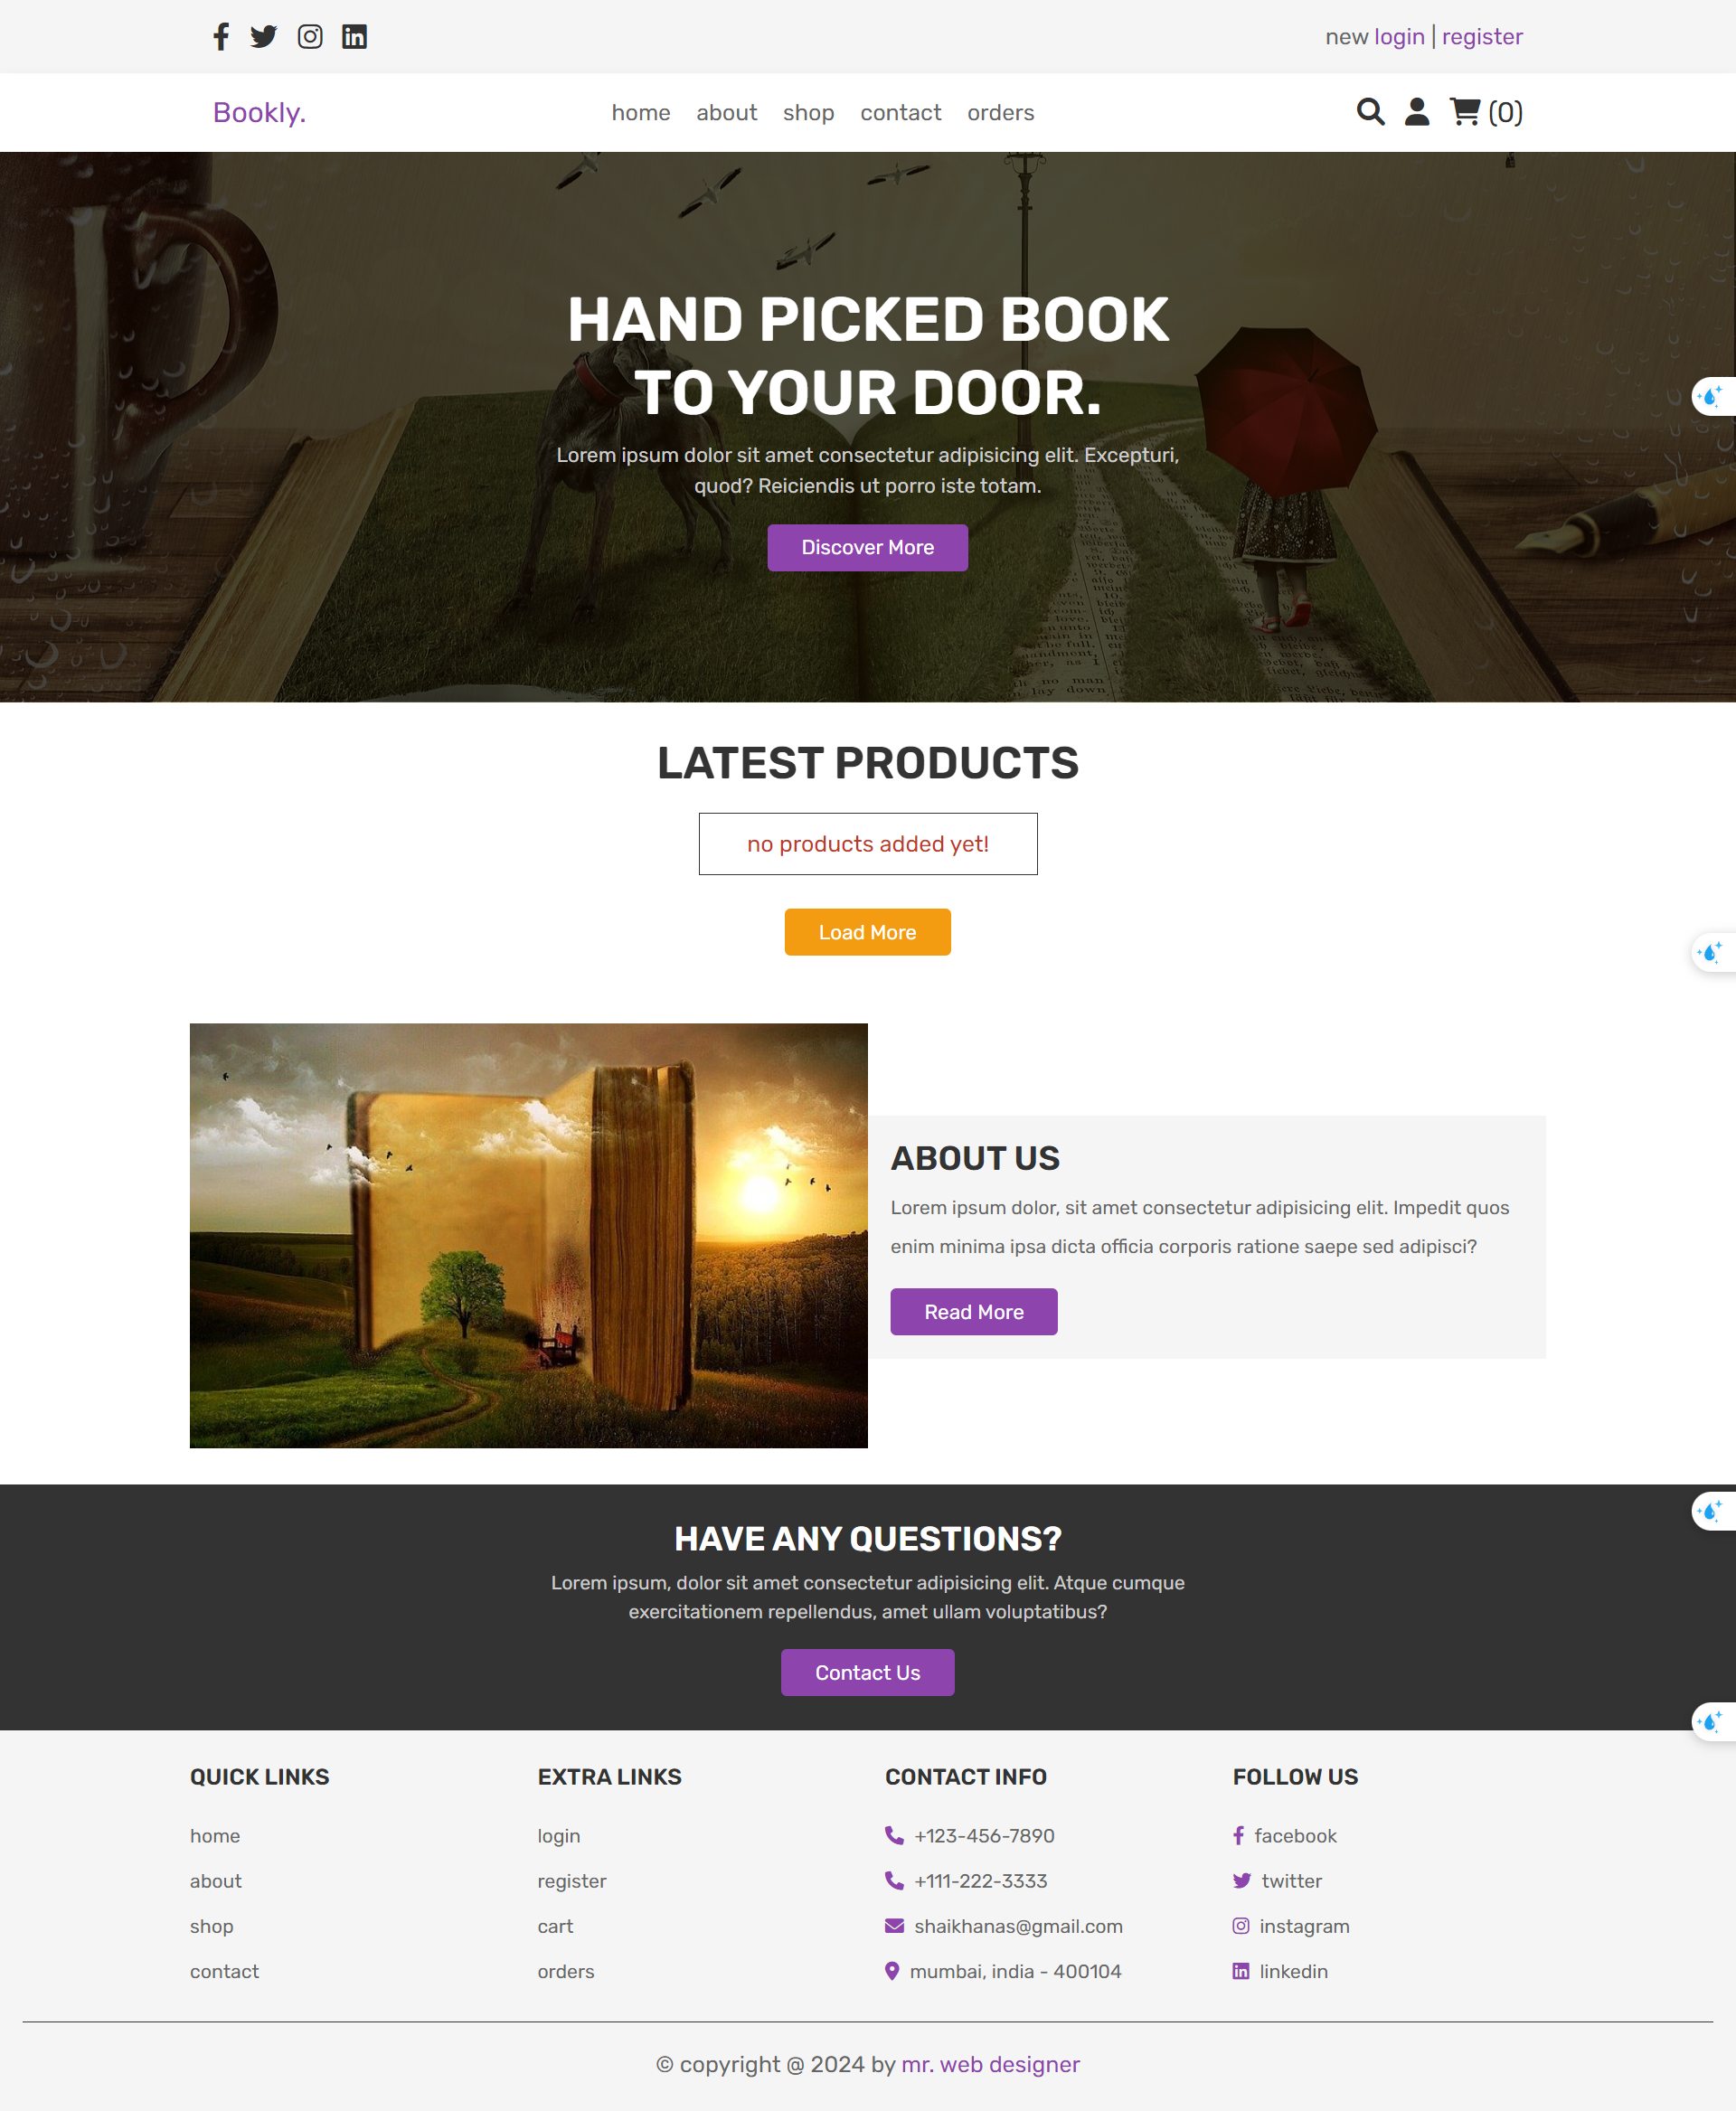 new login | register
Bookly.
home about shop contact orders
(0)
HAND PICKED BOOK
TO YOUR DOOR.
Lorem ipsum dolor sit amet consectetur adipisicing elit. Excepturi,
quod? Reiciendis ut porro iste totam.
Discover More
LATEST PRODUCTS
no products added yet!
Load More
ABOUT US
Lorem ipsum dolor, sit amet consectetur adipisicing elit. Impedit quos
enim minima ipsa dicta officia corporis ratione saepe sed adipisci?
Read More
HAVE ANY QUESTIONS?
Lorem ipsum, dolor sit amet consectetur adipisicing elit. Atque cumque
exercitationem repellendus, amet ullam voluptatibus?
Contact Us
QUICK LINKS
home
about
shop
contact
EXTRA LINKS
login
register
cart
orders
CONTACT INFO
+123-456-7890
+111-222-3333
shaikhanas@gmail.com
mumbai, india - 400104
FOLLOW US
facebook
twitter
instagram
linkedin
© copyright @ 2024 by mr. web designer